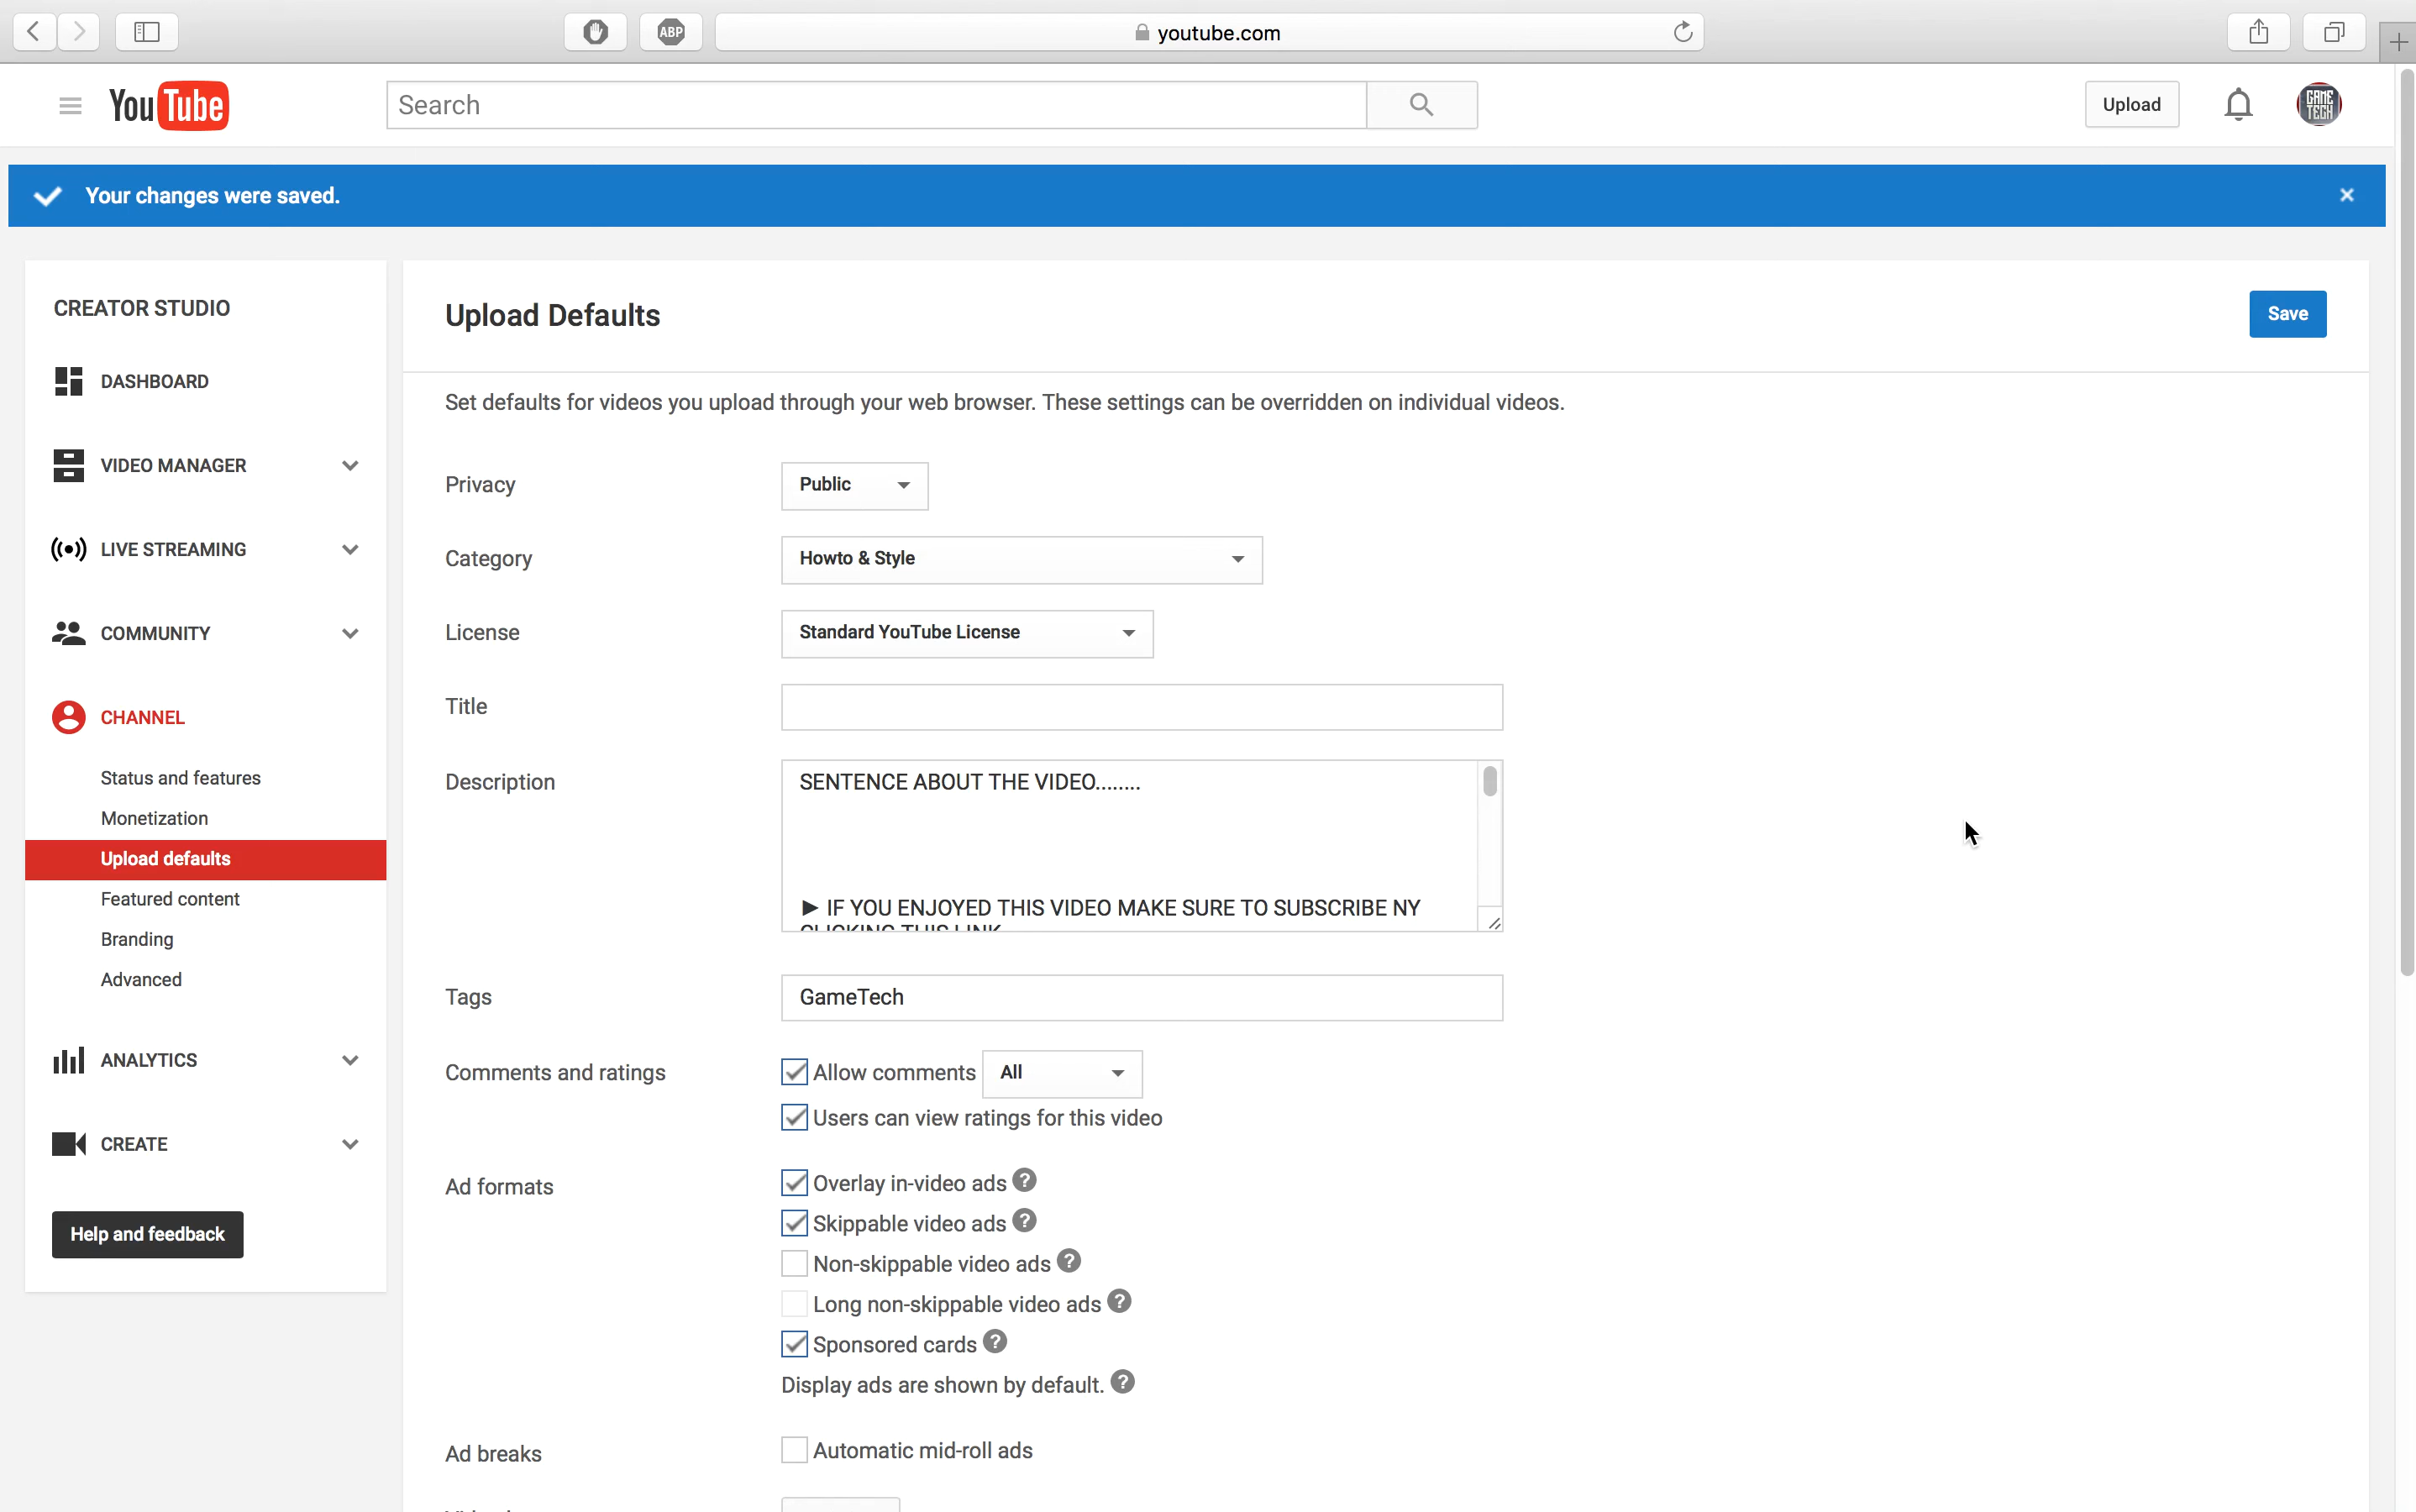 ABP
youtube.com
YouTube
Search
Upload
GAME
TECH
Your changes were saved.
CREATOR STUDIO
DASHBOARD
VIDEO MANAGER
LIVE STREAMING
COMMUNITY
CHANNEL
Status and features
Monetization
Upload defaults
Featured content
Branding
Advanced
ANALYTICS
CREATE
Help and feedback
Upload Defaults
Save
Set defaults for videos you upload through your web browser. These settings can be overridden on individual videos.
Privacy
Public
Category
Howto & Style
License
Standard YouTube License
Title
Description
SENTENCE ABOUT THE VIDEO........
► IF YOU ENJOYED THIS VIDEO MAKE SURE TO SUBSCRIBE NY
CLICKING THIS LINK
Tags
GameTech
Comments and ratings
Allow comments
All
Users can view ratings for this video
Ad formats
Overlay in-video ads ?
Skippable video ads ?
Non-skippable video ads ?
Long non-skippable video ads ?
Sponsored cards ?
Display ads are shown by default. ?
Ad breaks
Automatic mid-roll ads